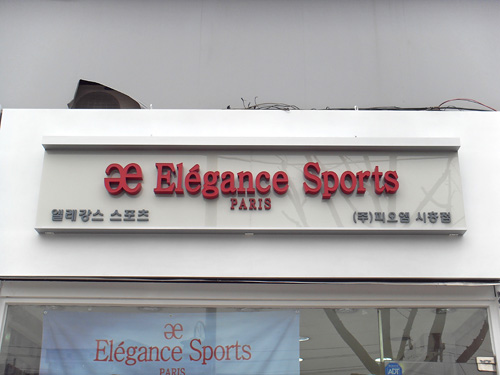 æ Elégance Sports
PARIS
엘레강스 스포츠
(주)피오엠 시흥점
æ
Elégance Sports
PARIS
ADT